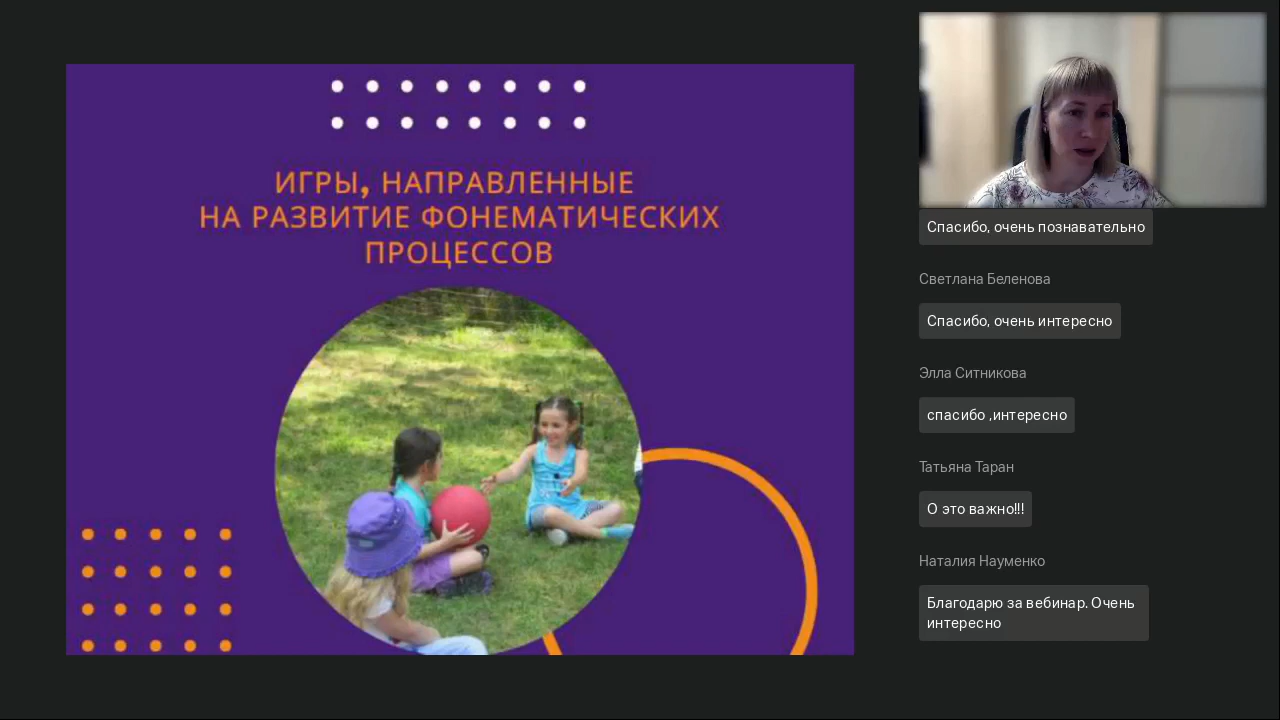 ИГРЫ, НАПРАВЛЕННЫЕ
НА РАЗВИТИЕ ФОНЕМАТИЧЕСКИХ
ПРОЦЕССОВ
Спасибо, очень познавательно
Светлана Беленова
Спасибо, очень интересно
Элла Ситникова
спасибо ,интересно
Татьяна Таран
О это важно!!!
Наталия Науменко
Благодарю за вебинар. Очень
интересно